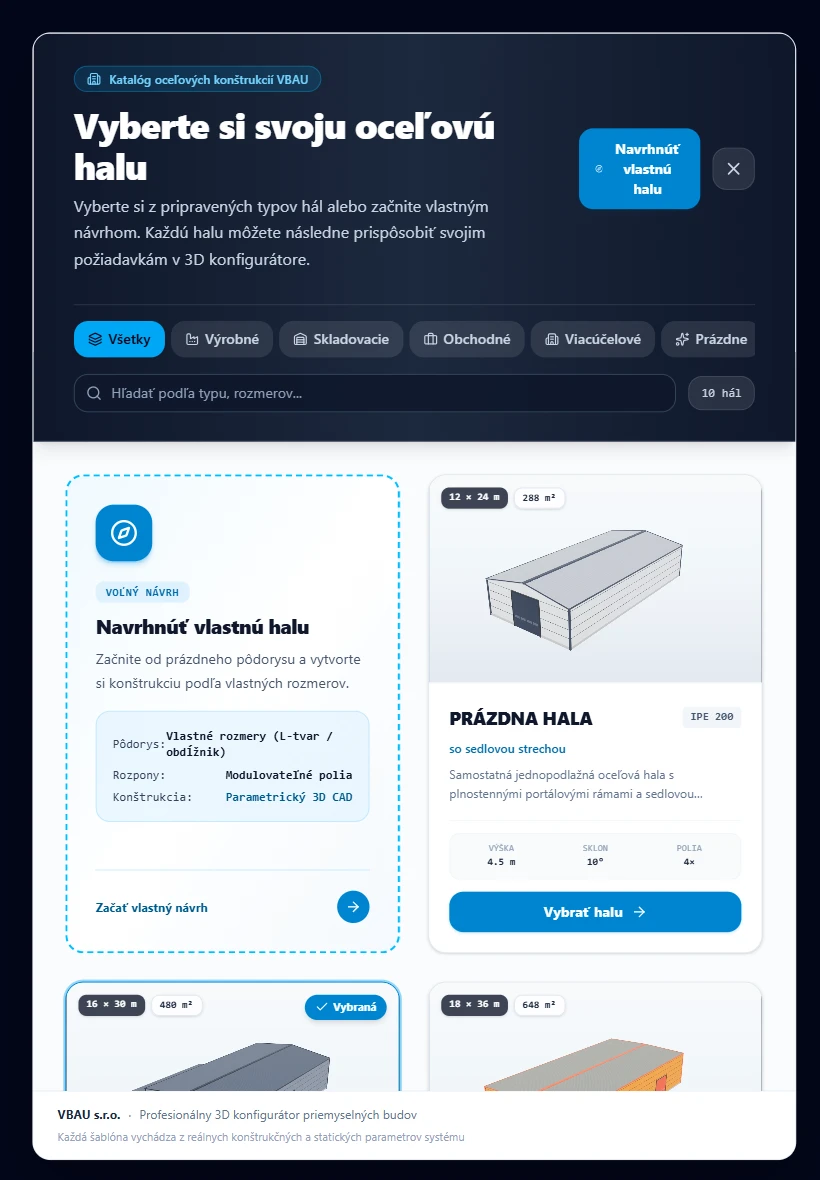 Katalóg oceľových konštrukcií VBAU
Vyberte si svoju oceľovú
halu
Vyberte si z pripravených typov hál alebo začnite vlastným
návrhom. Každú halu môžete následne prispôsobiť svojim
požiadavkám v 3D konfigurátore.
Navrhnúť
vlastnú
halu
Všetky
Výrobné
Skladovacie
Obchodné
Viacúčelové
Prázdne
Hľadať podľa typu, rozmerov...
10 hál
VOĽNÝ NÁVRH
Navrhnúť vlastnú halu
Začnite od prázdneho pôdorysu a vytvorte
si konštrukciu podľa vlastných rozmerov.
Pôdorys: Vlastné rozmery (L-tvar /
obdĺžnik)
Rozpony: Modulovateľné polia
Konštrukcia: Parametrický 3D CAD
Začať vlastný návrh
12 × 24 m
288 m²
PRÁZDNA HALA
IPE 200
so sedlovou strechou
Samostatná jednopodlažná oceľová hala s
plnostennými portálovými rámami a sedlovou...
VÝŠKA SKLON POLIA
4.5 m 10° 4×
Vybrať halu
16 × 30 m
480 m²
Vybraná
18 × 36 m
648 m²
VBAU s.r.o. · Profesionálny 3D konfigurátor priemyselných budov
Každá šablóna vychádza z reálnych konštrukčných a statických parametrov systému